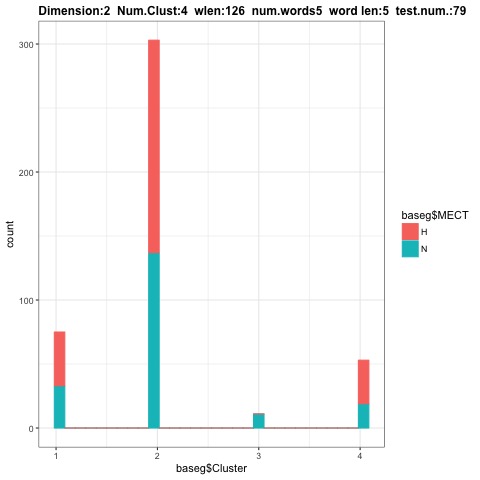 Dimension:2 Num.Clust:4 wlen:126 num.words5 word len:5 test.num.:79
300
200
100
0
count
1 2 3 4
baseg$Cluster
baseg$MECT
H
N